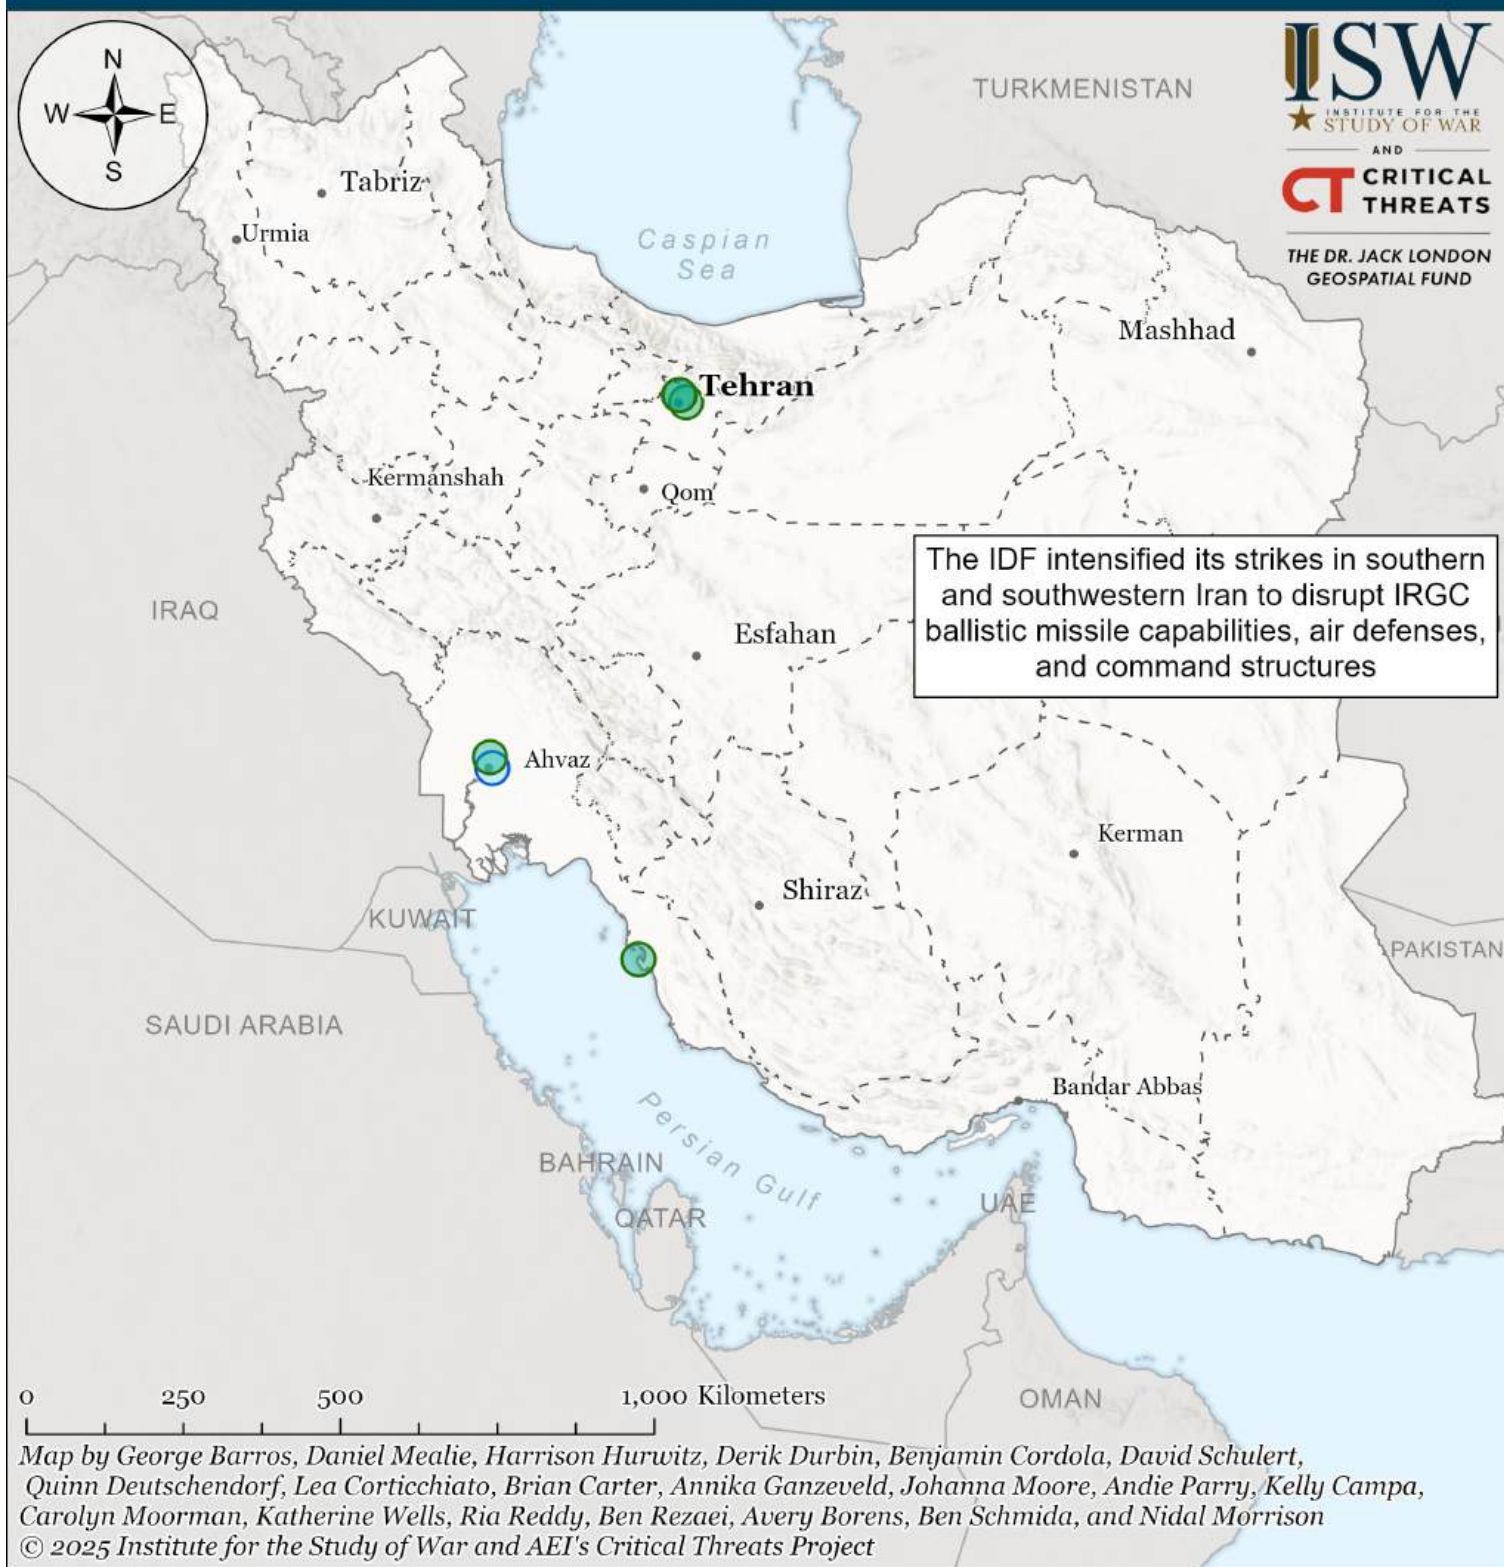 N
W
E
S
ISW
INSTITUTE FOR THE
STUDY OF WAR
AND
CT CRITICAL
THREATS
THE DR. JACK LONDON
GEOSPATIAL FUND
TURKMENISTAN
Tabriz
Urmia
Caspian
Sea
Mashhad
Tehran
Kermanshah
Qom
The IDF intensified its strikes in southern
and southwestern Iran to disrupt IRGC
ballistic missile capabilities, air defenses,
and command structures
IRAQ
Esfahan
Ahvaz
Kerman
Shiraz
KUWAIT
PAKISTAN
SAUDI ARABIA
Bandar Abbas
Persian Gulf
BAHRAIN
QATAR
UAE
OMAN
0 250 500 1,000 Kilometers
Map by George Barros, Daniel Mealie, Harrison Hurwitz, Derik Durbin, Benjamin Cordola, David Schulert,
Quinn Deutschendorf, Lea Corticchiato, Brian Carter, Annika Ganzeveld, Johanna Moore, Andie Parry, Kelly Campa,
Carolyn Moorman, Katherine Wells, Ria Reddy, Ben Rezaei, Avery Borens, Ben Schmida, and Nidal Morrison
© 2025 Institute for the Study of War and AEI's Critical Threats Project